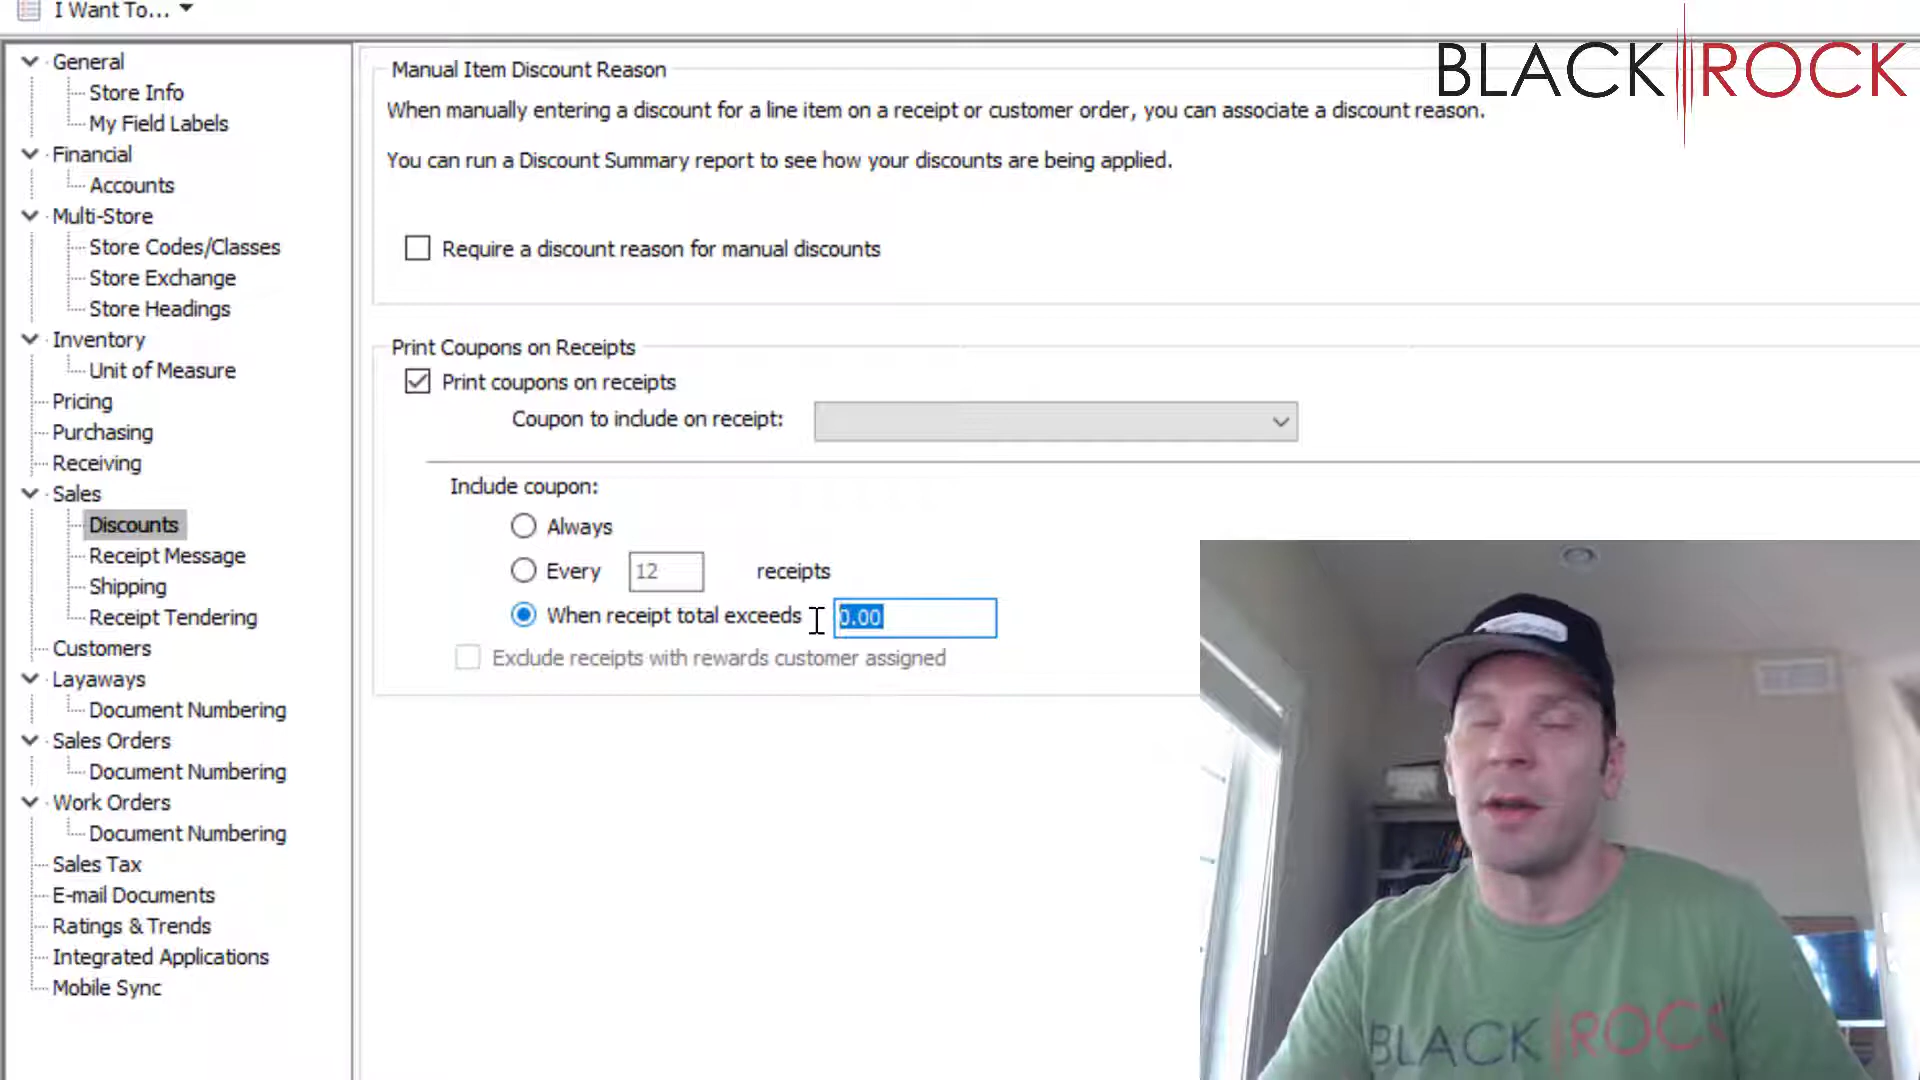 I Want To...
General
Store Info
My Field Labels
Financial
Accounts
Multi-Store
Store Codes/Classes
Store Exchange
Store Headings
Inventory
Unit of Measure
Pricing
Purchasing
Receiving
Sales
Discounts
Receipt Message
Shipping
Receipt Tendering
Customers
Layaways
Document Numbering
Sales Orders
Document Numbering
Work Orders
Document Numbering
Sales Tax
E-mail Documents
Ratings & Trends
Integrated Applications
Mobile Sync
BLACK ROCK
Manual Item Discount Reason
When manually entering a discount for a line item on a receipt or customer order, you can associate a discount reason.
You can run a Discount Summary report to see how your discounts are being applied.
Require a discount reason for manual discounts
Print Coupons on Receipts
Print coupons on receipts
Coupon to include on receipt:
Include coupon:
Always
Every 12 receipts
When receipt total exceeds 0.00
Exclude receipts with rewards customer assigned
BLACK ROCK